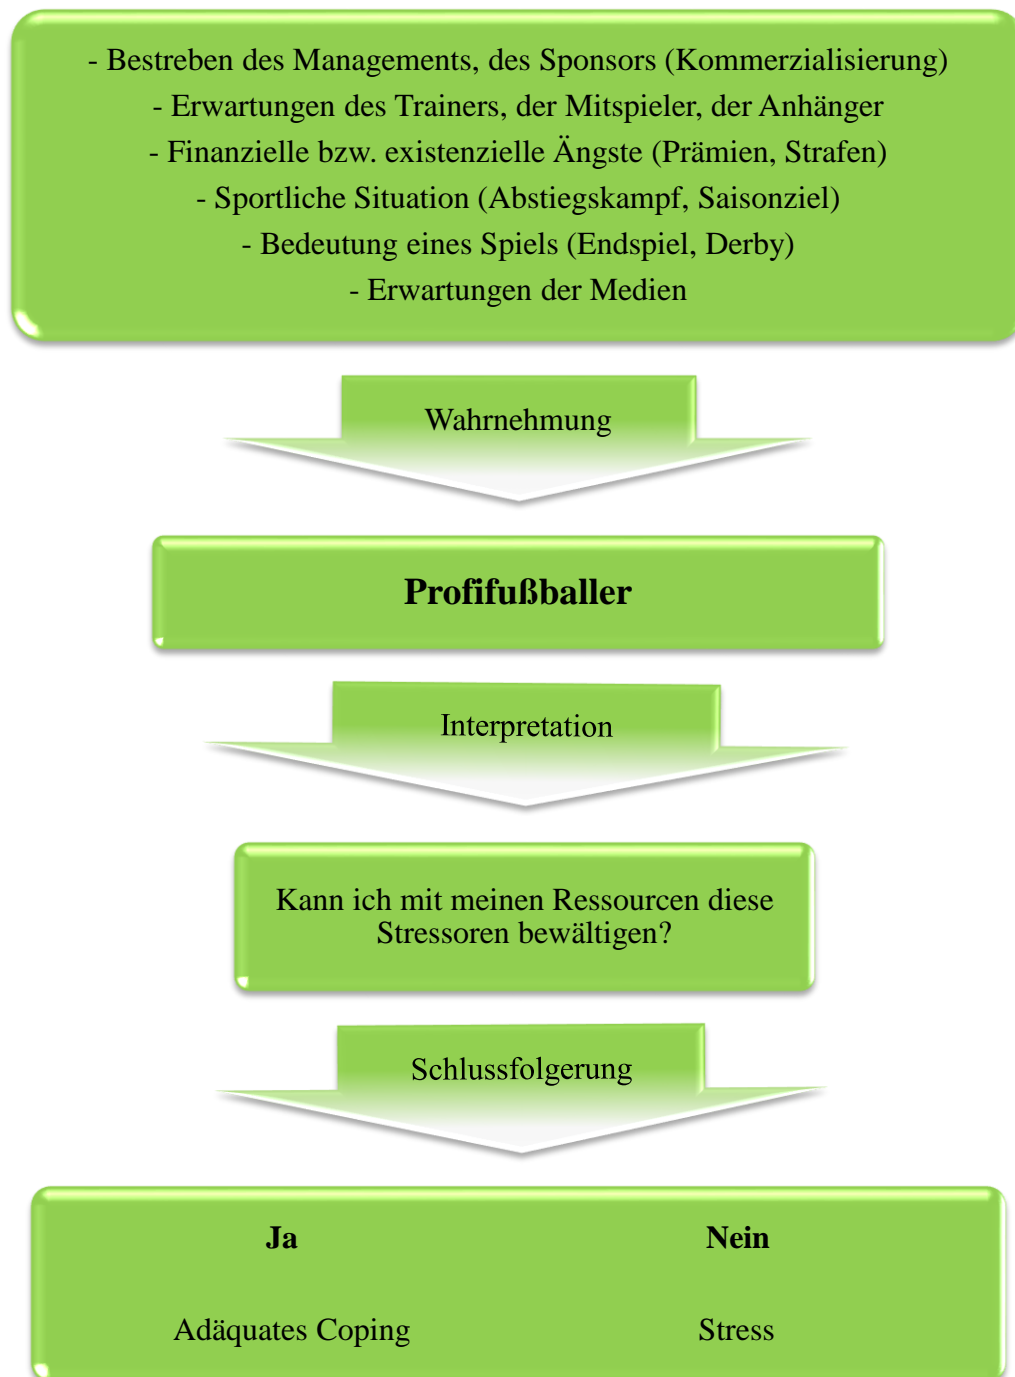 - Bestreben des Managements, des Sponsors (Kommerzialisierung)
- Erwartungen des Trainers, der Mitspieler, der Anhänger
- Finanzielle bzw. existenzielle Ängste (Prämien, Strafen)
- Sportliche Situation (Abstiegskampf, Saisonziel)
- Bedeutung eines Spiels (Endspiel, Derby)
- Erwartungen der Medien
Wahrnehmung
Profifußballer
Interpretation
Kann ich mit meinen Ressourcen diese
Stressoren bewältigen?
Schlussfolgerung
Ja Nein
Adäquates Coping Stress